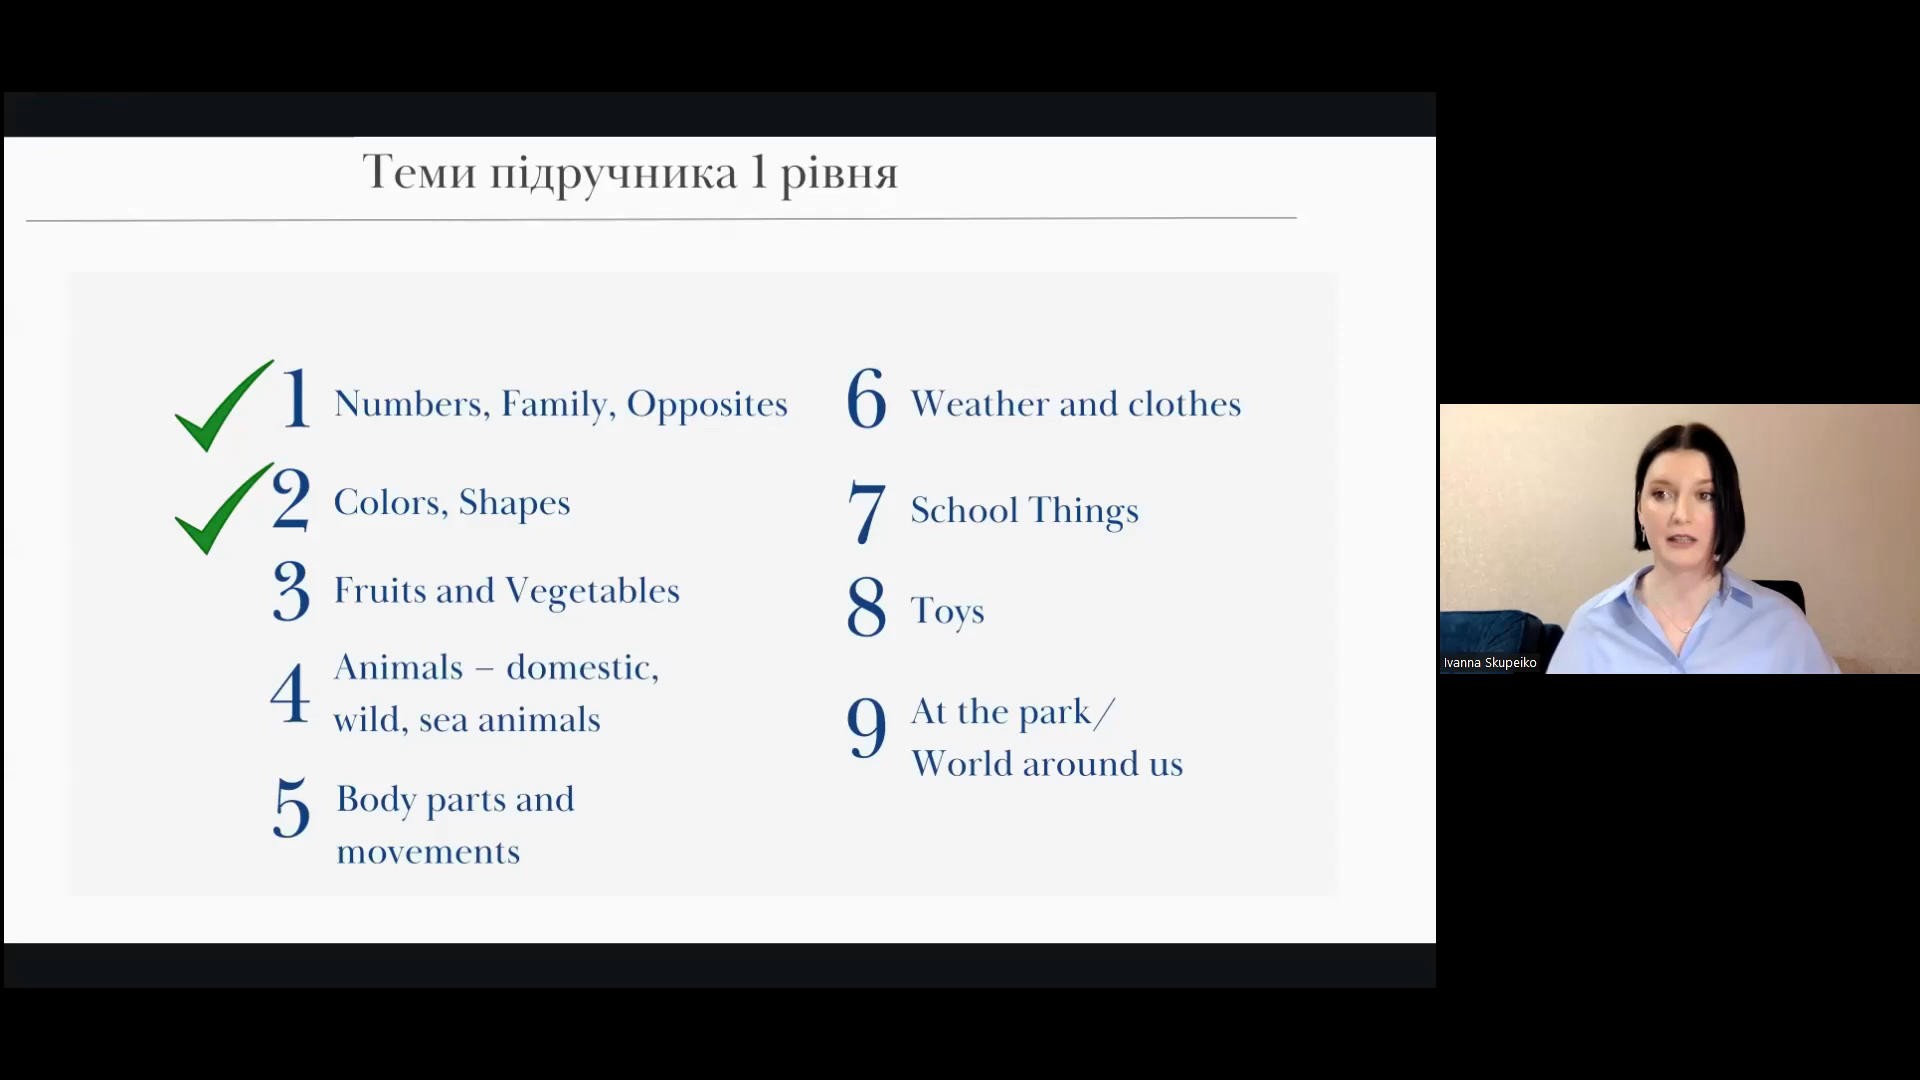 Теми підручника 1 рівня
1 Numbers, Family, Opposites
2 Colors, Shapes
3 Fruits and Vegetables
4 Animals – domestic,
wild, sea animals
5 Body parts and
movements
6 Weather and clothes
7 School Things
8 Toys
9 At the park/
World around us
Ivanna Skupeiko